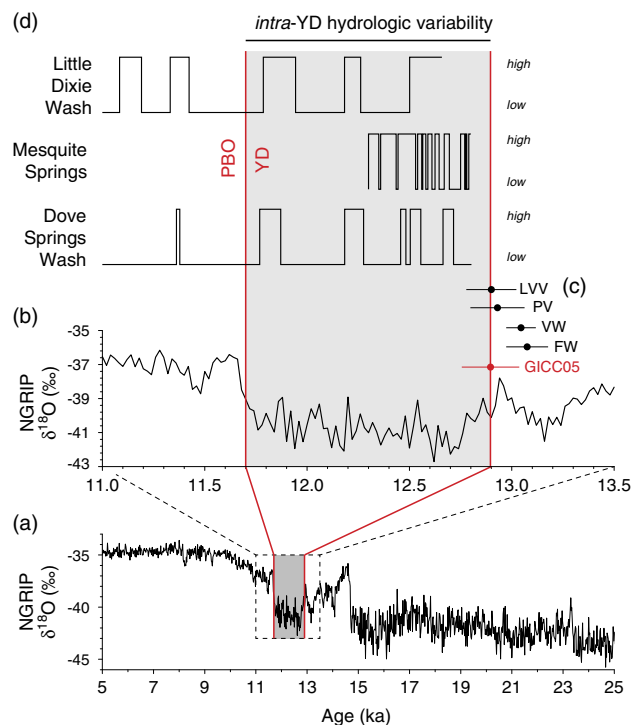 (d)
intra-YD hydrologic variability
Little
Dixie
Wash
high
low
Mesquite
Springs
PBO
YD
high
low
Dove
Springs
Wash
high
low
LVV
(c)
PV
VW
FW
GICC05
(b)
NGRIP
δ18O (‰)
-35
-37
-39
-41
-43
11.0 11.5 12.0 12.5 13.0 13.5
(a)
NGRIP
δ18O (‰)
-35
-40
-45
5 7 9 11 13 15 17 19 21 23 25
Age (ka)